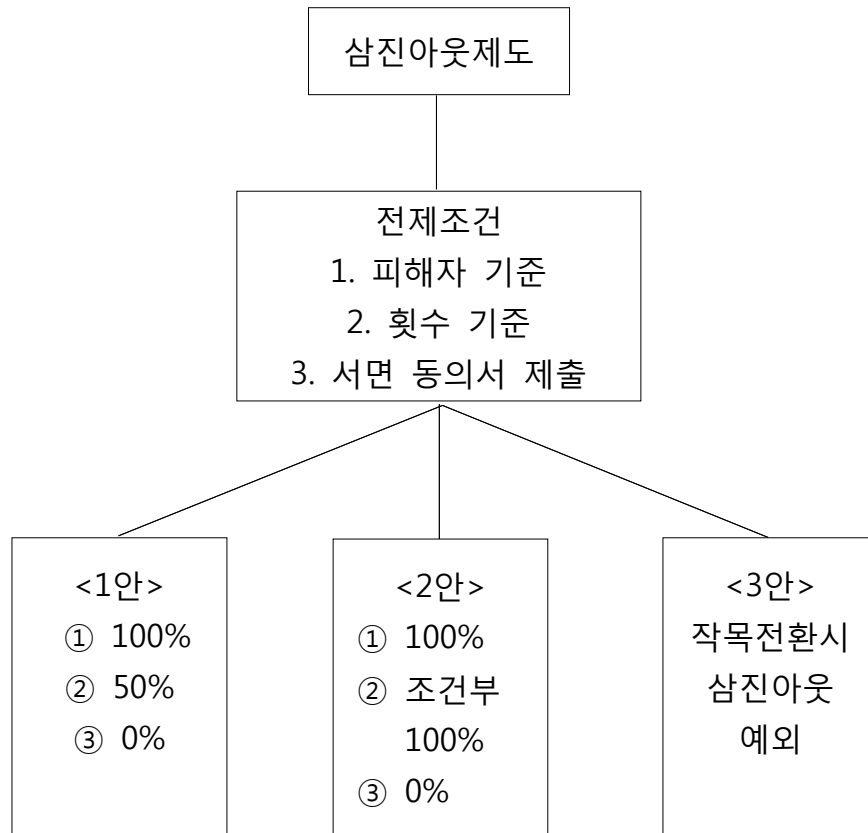 삼진아웃제도
전제조건
1. 피해자 기준
2. 횟수 기준
3. 서면 동의서 제출
<1안>
① 100%
② 50%
③ 0%
<2안>
① 100%
② 조건부
100%
③ 0%
<3안>
작목전환시
삼진아웃
예외